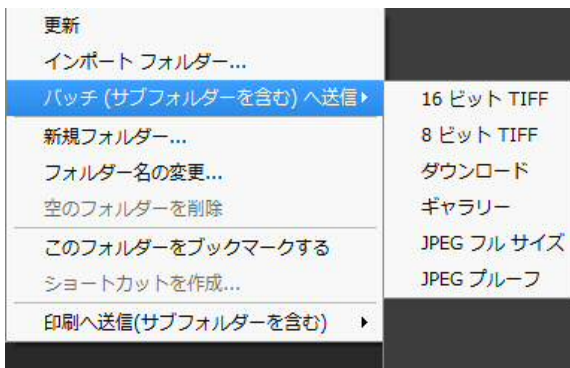 更新
インポート フォルダー...
バッチ (サブフォルダーを含む) へ送信
新規フォルダー...
フォルダー名の変更...
空のフォルダーを削除
このフォルダーをブックマークする
ショートカットを作成...
印刷へ送信(サブフォルダーを含む)
16 ビット TIFF
8 ビット TIFF
ダウンロード
ギャラリー
JPEG フル サイズ
JPEG プルーフ